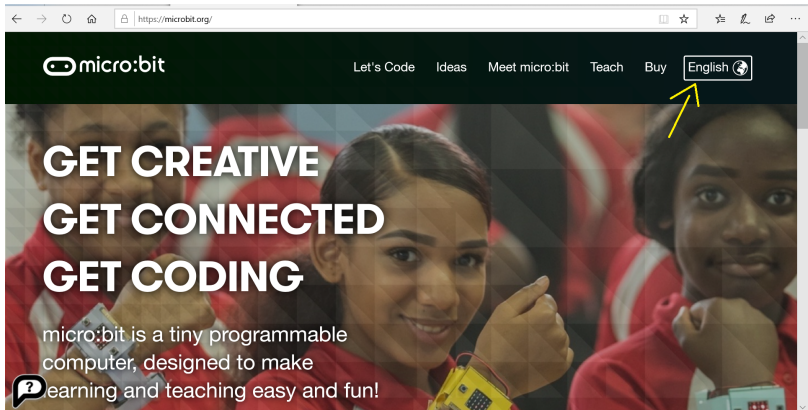 https://microbit.org/
micro:bit
Let's Code Ideas Meet micro:bit Teach Buy English
GET CREATIVE
GET CONNECTED
GET CODING
micro:bit is a tiny programmable
computer, designed to make
learning and teaching easy and fun!
?